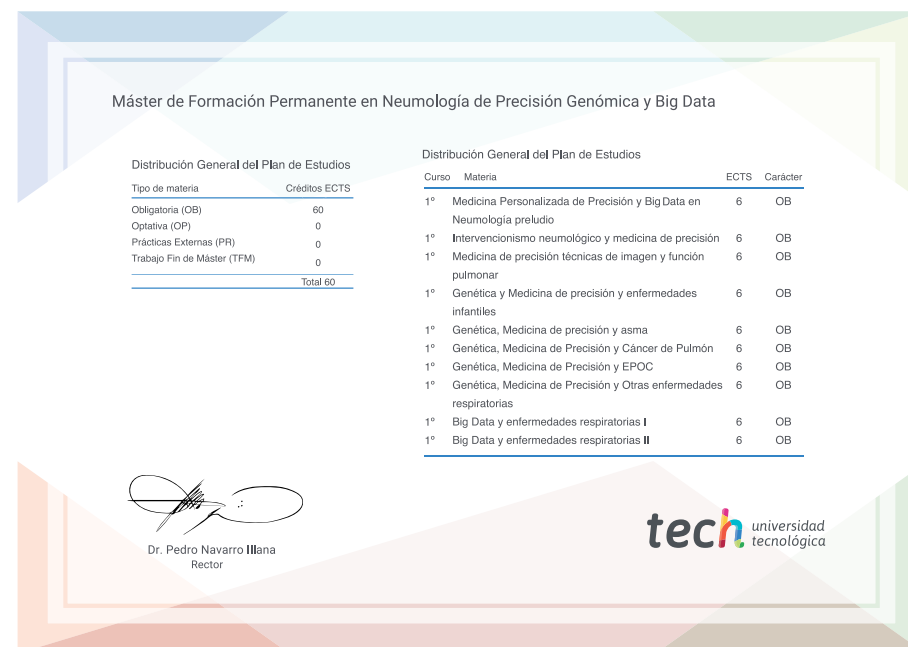 Máster de Formación Permanente en Neumología de Precisión Genómica y Big Data
Distribución General del Plan de Estudios
Tipo de materia Créditos ECTS
Obligatoria (OB) 60
Optativa (OP) 0
Prácticas Externas (PR) 0
Trabajo Fin de Máster (TFM) 0
Total 60
Distribución General del Plan de Estudios
Curso Materia ECTS Carácter
1º Medicina Personalizada de Precisión y Big Data en 6 OB
Neumología preludio
1º Intervencionismo neumológico y medicina de precisión 6 OB
1º Medicina de precisión técnicas de imagen y función 6 OB
pulmonar
1º Genética y Medicina de precisión y enfermedades 6 OB
infantiles
1º Genética, Medicina de precisión y asma 6 OB
1º Genética, Medicina de Precisión y Cáncer de Pulmón 6 OB
1º Genética, Medicina de Precisión y EPOC 6 OB
1º Genética, Medicina de Precisión y Otras enfermedades 6 OB
respiratorias
1º Big Data y enfermedades respiratorias I 6 OB
1º Big Data y enfermedades respiratorias II 6 OB
Dr. Pedro Navarro Illana
Rector
tech universidad
tecnológica